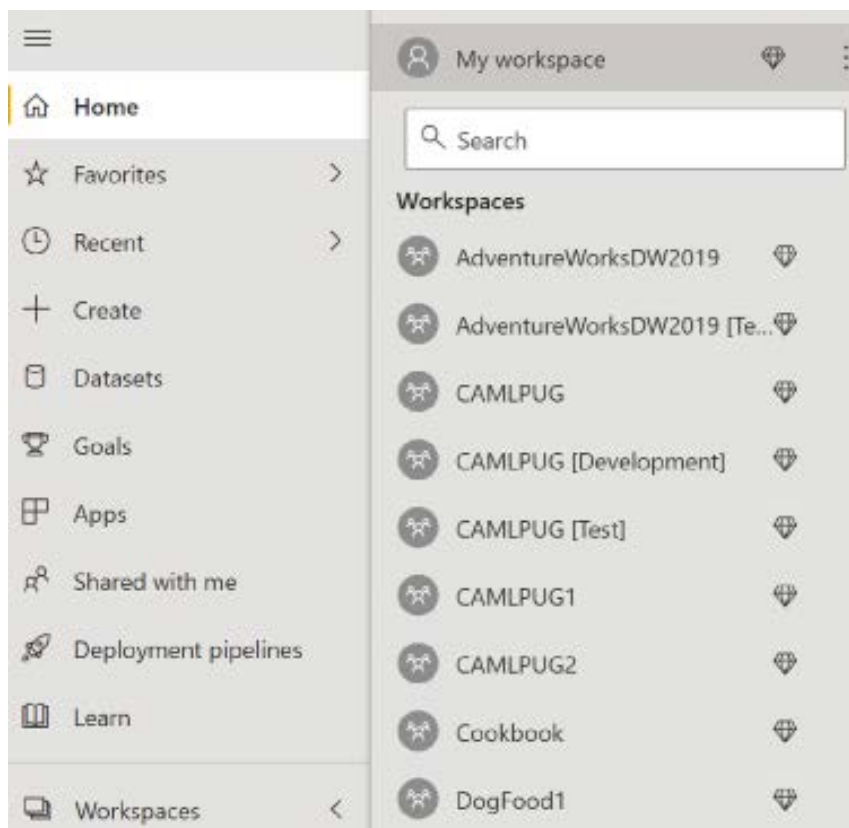 Home
Favorites
Recent
Create
Datasets
Goals
Apps
Shared with me
Deployment pipelines
Learn
Workspaces
My workspace
Search
Workspaces
AdventureWorksDW2019
AdventureWorksDW2019 [Te...
CAMLPUG
CAMLPUG [Development]
CAMLPUG [Test]
CAMLPUG1
CAMLPUG2
Cookbook
DogFood1